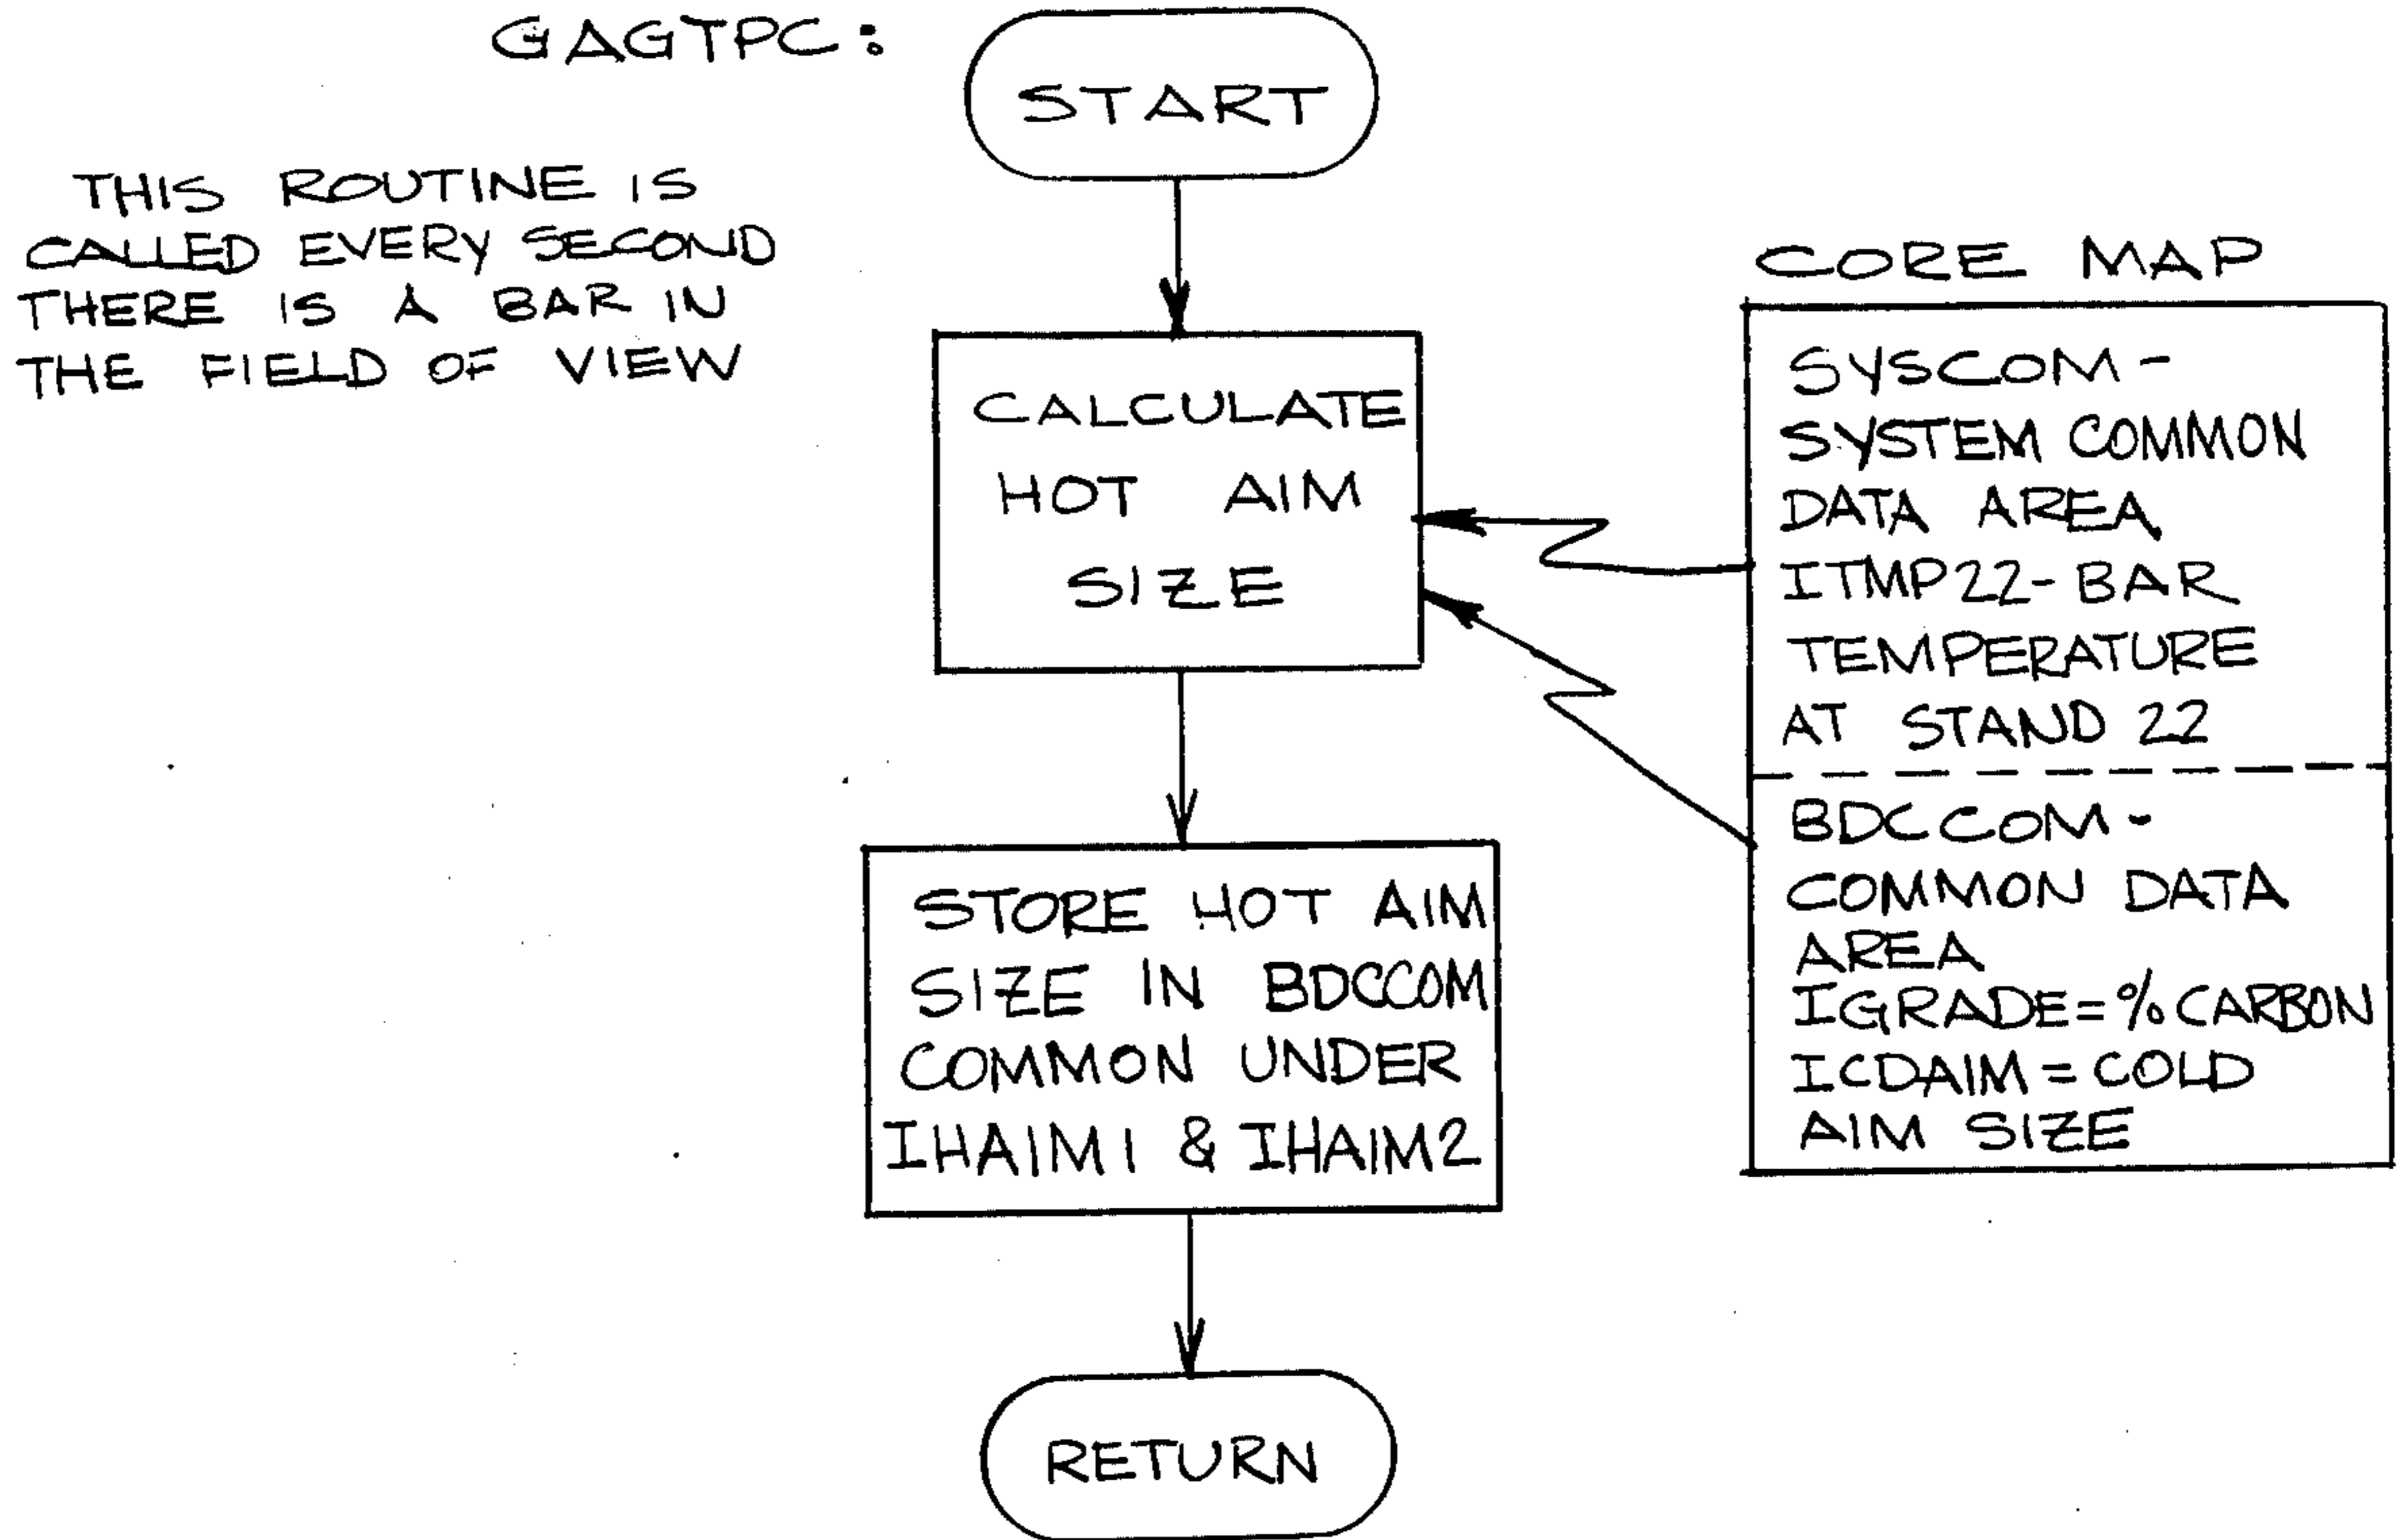 GAGTPC:
START
THIS ROUTINE IS
CALLED EVERY SECOND
THERE IS A BAR IN
THE FIELD OF VIEW
CALCULATE
HOT AIM
SIZE
CORE MAP
SYSCOM-
SYSTEM COMMON
DATA AREA
ITMP22-BAR
TEMPERATURE
AT STAND 22
BDCCOM-
COMMON DATA
AREA
IGRADE=%CARBON
ICDAIM=COLD
AIM SIZE
STORE HOT AIM
SIZE IN BDCCOM
COMMON UNDER
IHAIM1 & IHAIM2
RETURN